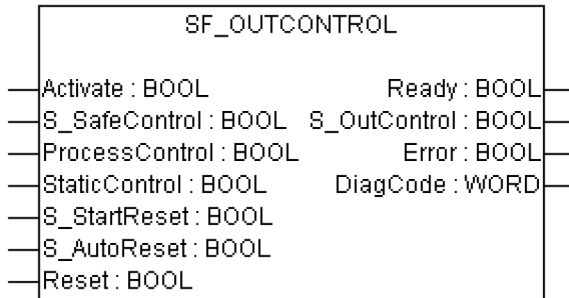 SF_OUTCONTROL
Activate : BOOL Ready : BOOL
S_SafeControl : BOOL S_OutControl : BOOL
ProcessControl : BOOL Error : BOOL
StaticControl : BOOL DiagCode : WORD
S_StartReset : BOOL
S_AutoReset : BOOL
Reset : BOOL